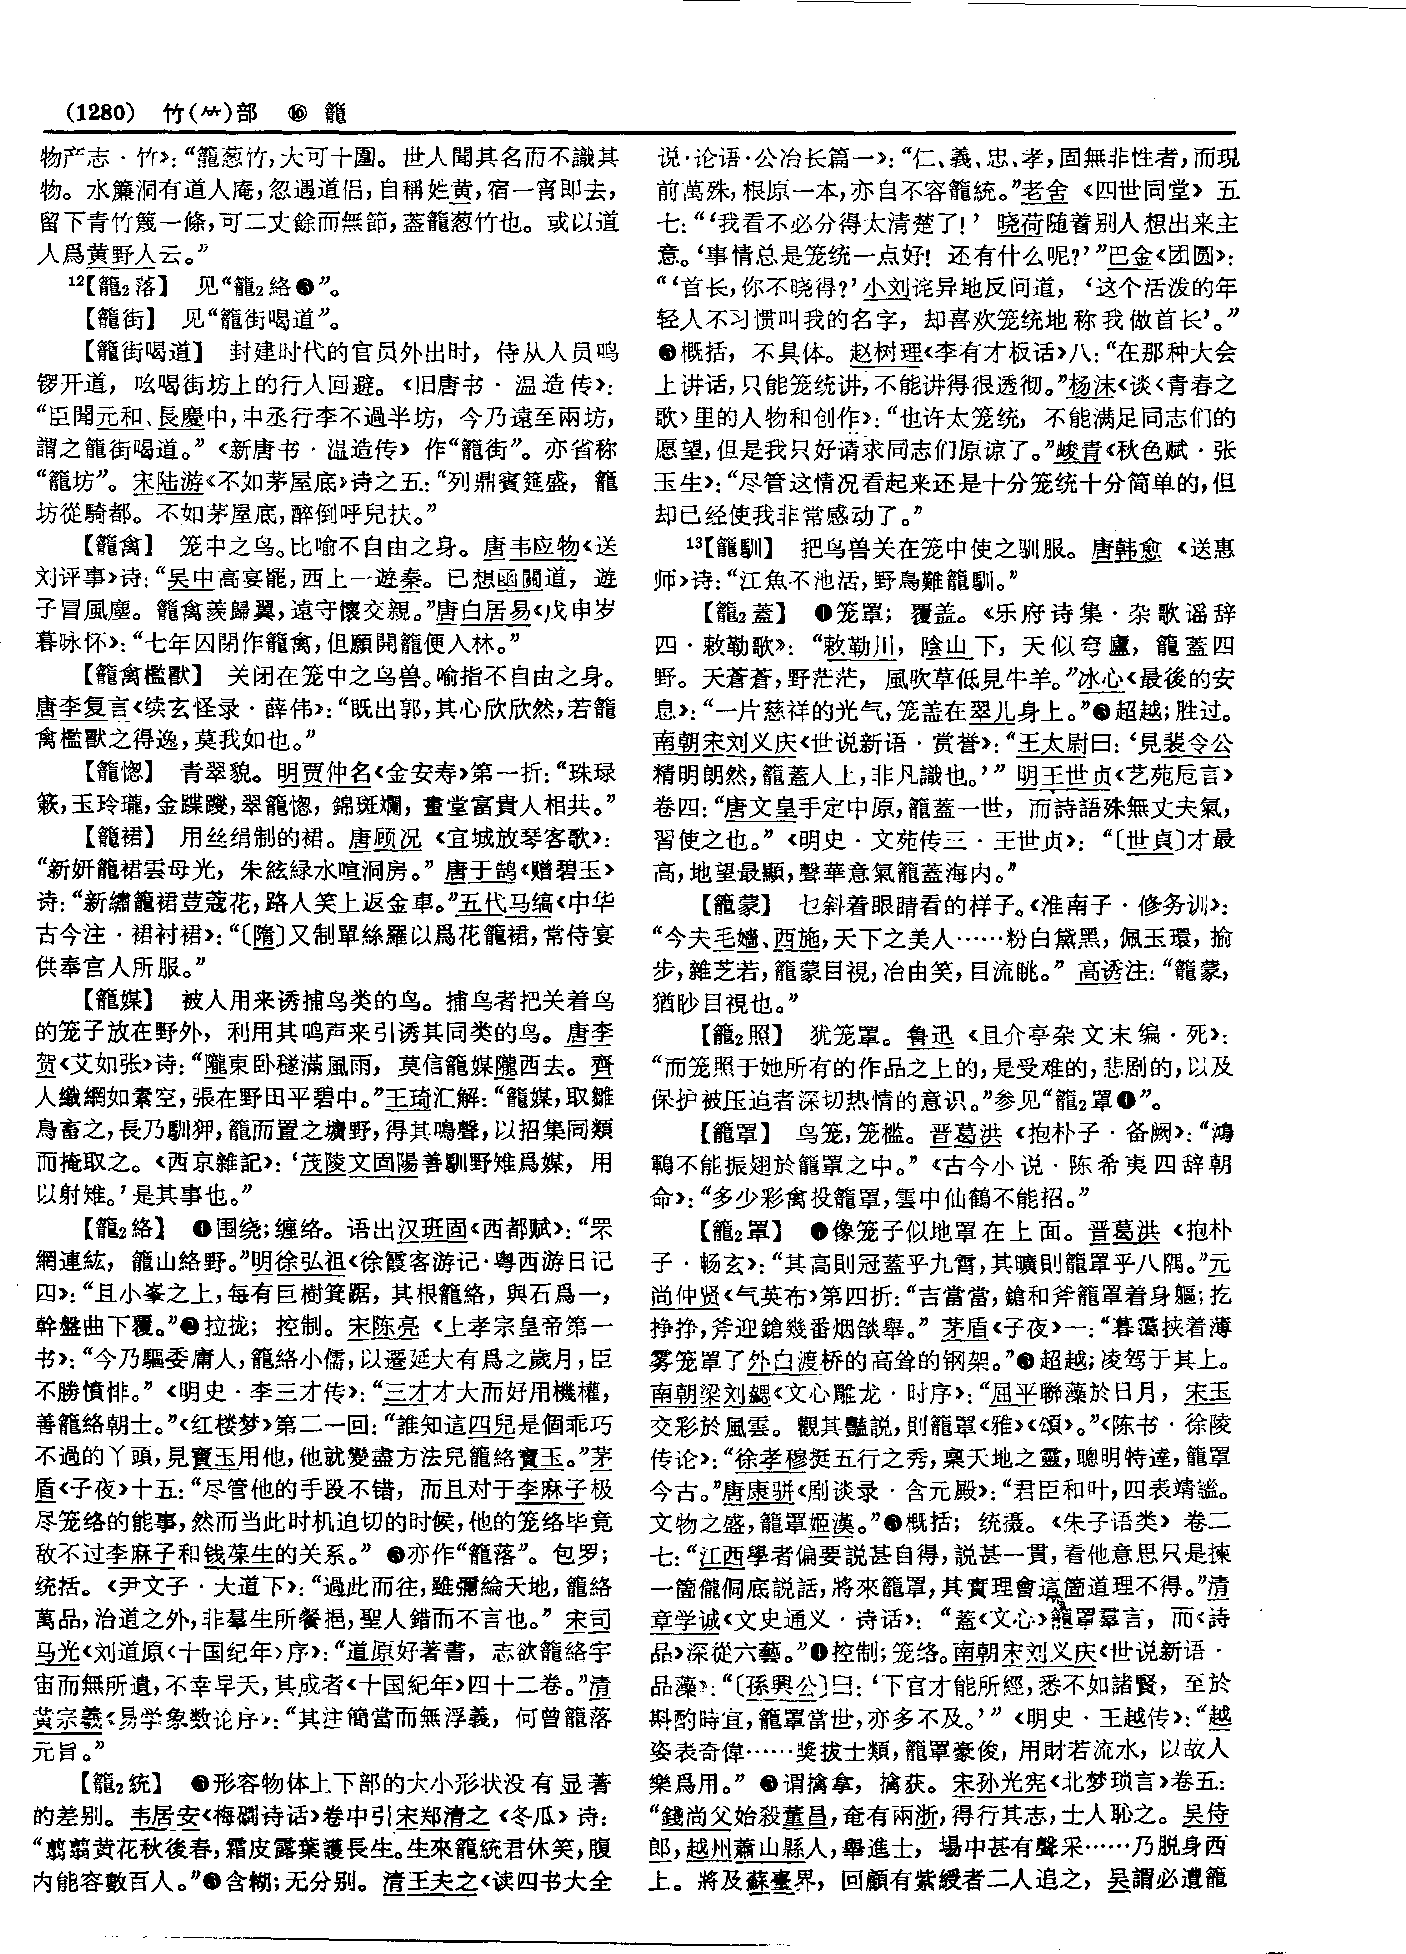 (1280) 竹(⺮)部 ⑯ 籠
物产志·竹》：“籠葱竹，大可十圍。世人聞其名而不識其
物。水簾洞有道人庵，忽遇道侣，自稱姓黄，宿一宵即去，
留下青竹篾一條，可二丈餘而無節，蓋籠葱竹也。或以道
人爲黄野人云。”
12【籠2落】 见“籠2絡❸”。
【籠街】 见“籠街喝道”。
【籠街喝道】 封建时代的官员外出时，侍从人员鸣
锣开道，吆喝街坊上的行人回避。《旧唐书·温造传》：
“臣聞元和、長慶中，中丞行李不過半坊，今乃遠至兩坊，
謂之籠街喝道。”《新唐书·温造传》作“籠街”。亦省称
“籠坊”。宋陆游《不如茅屋底》诗之五：“列鼎賓筵盛，籠
坊從騎都。不如茅屋底，醉倒呼兒扶。”
【籠禽】 笼中之鸟。比喻不自由之身。唐韦应物《送
刘评事》诗：“吴中高宴罷，西上一遊秦。已想函關道，遊
子冒風塵。籠禽羨歸翼，遠守懷交親。”唐白居易《戊申岁
暮咏怀》：“七年囚閉作籠禽，但願開籠便入林。”
【籠禽檻獸】 关闭在笼中之鸟兽。喻指不自由之身。
唐李复言《续玄怪录·薛伟》：“既出郭，其心欣欣然，若籠
禽檻獸之得逸，莫我如也。”
【籠惚】 青翠貌。明贾仲名《金安寿》第一折：“珠琭
簌，玉玲瓏，金蹀躞，翠籠惚，錦斑斕，畫堂富貴人相共。”
【籠裙】 用丝绢制的裙。唐顾况《宜城放琴客歌》：
“新妍籠裙雲母光，朱絃緑水喧洞房。”唐于鹄《赠碧玉》
诗：“新繡籠裙荳蔻花，路人笑上返金車。”五代马缟《中华
古今注·裙衬裙》：“〔隋〕又制單絲羅以爲花籠裙，常侍宴
供奉宫人所服。”
【籠媒】 被人用来诱捕鸟类的鸟。捕鸟者把关着鸟
的笼子放在野外，利用其鸣声来引诱其同类的鸟。唐李
贺《艾如张》诗：“隴東卧穟滿風雨，莫信籠媒隴西去。齊
人織網如素空，張在野田平碧中。”王琦汇解：“籠媒，取雛
鳥畜之，長乃馴狎，籠而置之壙野，得其鳴聲，以招集同類
而掩取之。《西京雜記》：‘茂陵文固陽善馴野雉爲媒，用
以射雉。’是其事也。”
【籠2絡】 ❶围绕；缠络。语出汉班固《西都赋》：“罘
網連紘，籠山絡野。”明徐弘祖《徐霞客游记·粤西游日记
四》：“且小峯之上，每有巨樹箕踞，其根籠絡，與石爲一，
幹盤曲下覆。”❷拉拢；控制。宋陈亮《上孝宗皇帝第一
书》：“今乃驅委庸人，籠絡小儒，以遷延大有爲之歲月，臣
不勝憤悱。”《明史·李三才传》：“三才才大而好用機權，
善籠絡朝士。”《红楼梦》第二一回：“誰知這四兒是個乖巧
不過的丫頭，見寶玉用他，他就變盡方法兒籠絡寶玉。”茅
盾《子夜》十五：“尽管他的手段不错，而且对于李麻子极
尽笼络的能事，然而当此时机迫切的时候，他的笼络毕竟
敌不过李麻子和钱葆生的关系。”❸亦作“籠落”。包罗；
统括。《尹文子·大道下》：“過此而往，雖彌綸天地，籠絡
萬品，治道之外，非羣生所餐挹，聖人錯而不言也。”宋司
马光《刘道原〈十国纪年〉序》：“道原好著書，志欲籠絡宇
宙而無所遺，不幸早夭，其成者《十国纪年》四十二卷。”清
黄宗羲《易学象数论序》：“其注簡當而無浮義，何曾籠落
元旨。”
【籠2统】 ❶形容物体上下部的大小形状没有显著
的差别。韦居安《梅磵诗话》卷中引宋郑清之《冬瓜》诗：
“翦翦黄花秋後春，霜皮露葉護長生。生來籠統君休笑，腹
内能容數百人。”❷含糊；无分别。清王夫之《读四书大全
说·论语·公冶长篇一》：“仁、義、忠、孝，固無非性者，而現
前萬殊，根原一本，亦自不容籠統。”老舍《四世同堂》五
七：“‘我看不必分得太清楚了！’ 晓荷随着别人想出来主
意。‘事情总是笼统一点好！还有什么呢？’”巴金《团圆》：
“‘首长，你不晓得？’小刘诧异地反问道，‘这个活泼的年
轻人不习惯叫我的名字，却喜欢笼统地称我做首长’。”
❸概括，不具体。赵树理《李有才板话》八：“在那种大会
上讲话，只能笼统讲，不能讲得很透彻。”杨沫《谈〈青春之
歌〉里的人物和创作》：“也许太笼统，不能满足同志们的
愿望，但是我只好请求同志们原谅了。”峻青《秋色赋·张
玉生》：“尽管这情况看起来还是十分笼统十分简单的，但
却已经使我非常感动了。”
13【籠馴】 把鸟兽关在笼中使之驯服。唐韩愈《送惠
师》诗：“江魚不池活，野鳥難籠馴。”
【籠2蓋】 ❶笼罩；覆盖。《乐府诗集·杂歌谣辞
四·敕勒歌》：“敕勒川，陰山下，天似穹廬，籠蓋四
野。天蒼蒼，野茫茫，風吹草低見牛羊。”冰心《最後的安
息》：“一片慈祥的光气，笼盖在翠儿身上。”❷超越；胜过。
南朝宋刘义庆《世说新语·赏誉》：“王太尉曰：‘見裴令公
精明朗然，籠蓋人上，非凡識也。’”明王世贞《艺苑卮言》
卷四：“唐文皇手定中原，籠蓋一世，而詩語殊無丈夫氣，
習使之也。”《明史·文苑传三·王世贞》：“〔世貞〕才最
高，地望最顯，聲華意氣籠蓋海内。”
【籠蒙】 乜斜着眼睛看的样子。《淮南子·修务训》：
“今夫毛嬙、西施，天下之美人……粉白黛黑，佩玉環，揄
步，雜芝若，籠蒙目視，冶由笑，目流眺。”高诱注：“籠蒙，
猶眇目視也。”
【籠2照】 犹笼罩。鲁迅《且介亭杂文末编·死》：
“而笼照于她所有的作品之上的，是受难的，悲剧的，以及
保护被压迫者深切热情的意识。”参见“籠2罩❶”。
【籠罩】 鸟笼，笼槛。晋葛洪《抱朴子·备阙》：“鴻
鵾不能振翅於籠罩之中。”《古今小说·陈希夷四辞朝
命》：“多少彩禽投籠罩，雲中仙鶴不能招。”
【籠2罩】 ❶像笼子似地罩在上面。晋葛洪《抱朴
子·畅玄》：“其高則冠蓋乎九霄，其曠則籠罩乎八隅。”元
尚仲贤《气英布》第四折：“吉當當，鎗和斧籠罩着身軀；扢
挣挣，斧迎鎗幾番烟燄舉。”茅盾《子夜》一：“暮靄挟着薄
雾笼罩了外白渡桥的高耸的钢架。”❷超越；凌驾于其上。
南朝梁刘勰《文心雕龙·时序》：“屈平聯藻於日月，宋玉
交彩於風雲。觀其豔説，則籠罩《雅》《頌》。”《陈书·徐陵
传论》：“徐孝穆挺五行之秀，稟天地之靈，聰明特達，籠罩
今古。”唐康骈《剧谈录·含元殿》：“君臣和叶，四表靖謐。
文物之盛，籠罩姬漢。”❸概括；统摄。《朱子语类》卷二
七：“江西學者偏要説甚自得，説甚一貫，看他意思只是揀
一箇儱侗底説話，將來籠罩，其實理會這箇道理不得。”清
章学诚《文史通义·诗话》：“蓋《文心》籠罩羣言，而《詩
品》深從六藝。”❹控制；笼络。南朝宋刘义庆《世说新语·
品藻》：“〔孫興公〕曰：‘下官才能所經，悉不如諸賢，至於
斟酌時宜，籠罩當世，亦多不及。’”《明史·王越传》：“越
姿表奇偉……奬拔士類，籠罩豪俊，用財若流水，以故人
樂爲用。”❺谓擒拿，擒获。宋孙光宪《北梦琐言》卷五：
“錢尚父始殺董昌，奄有兩浙，得行其志，士人恥之。吴侍
郎，越州蕭山縣人，舉進士，場中甚有聲采……乃脱身西
上。將及蘇臺界，回顧有紫綬者二人追之，吴謂必遭籠